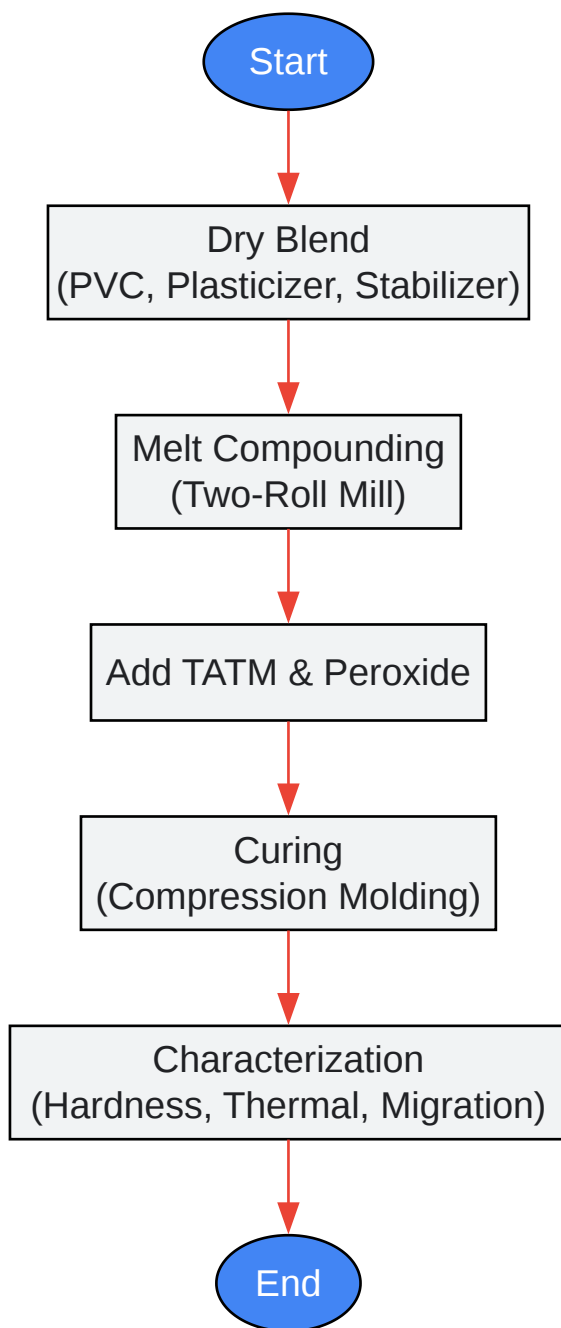 Start
Dry Blend
(PVC, Plasticizer, Stabilizer)
Melt Compounding
(Two-Roll Mill)
Add TATM & Peroxide
Curing
(Compression Molding)
Characterization
(Hardness, Thermal, Migration)
End